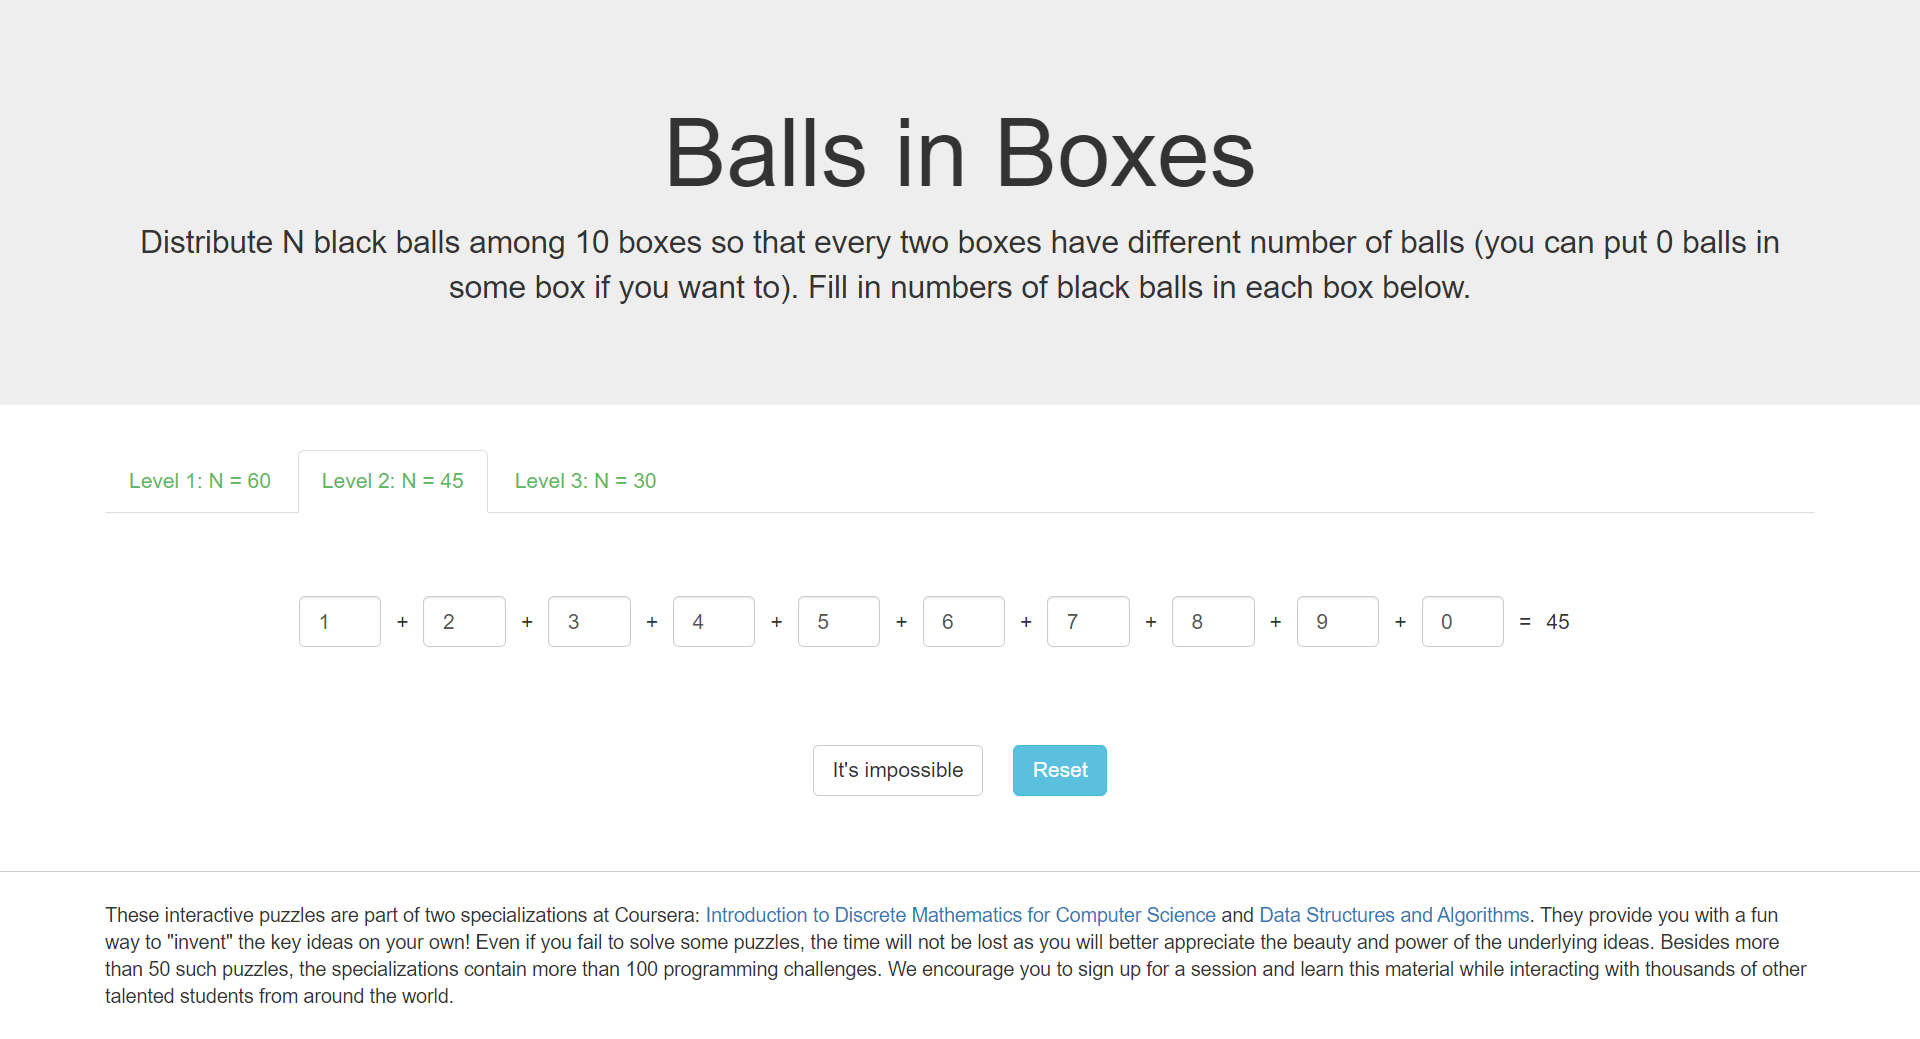 Balls in Boxes
Distribute N black balls among 10 boxes so that every two boxes have different number of balls (you can put 0 balls in
some box if you want to). Fill in numbers of black balls in each box below.
Level 1: N = 60 Level 2: N = 45 Level 3: N = 30
1 + 2 + 3 + 4 + 5 + 6 + 7 + 8 + 9 + 0 = 45
It's impossible Reset
These interactive puzzles are part of two specializations at Coursera: Introduction to Discrete Mathematics for Computer Science and Data Structures and Algorithms. They provide you with a fun
way to "invent" the key ideas on your own! Even if you fail to solve some puzzles, the time will not be lost as you will better appreciate the beauty and power of the underlying ideas. Besides more
than 50 such puzzles, the specializations contain more than 100 programming challenges. We encourage you to sign up for a session and learn this material while interacting with thousands of other
talented students from around the world.